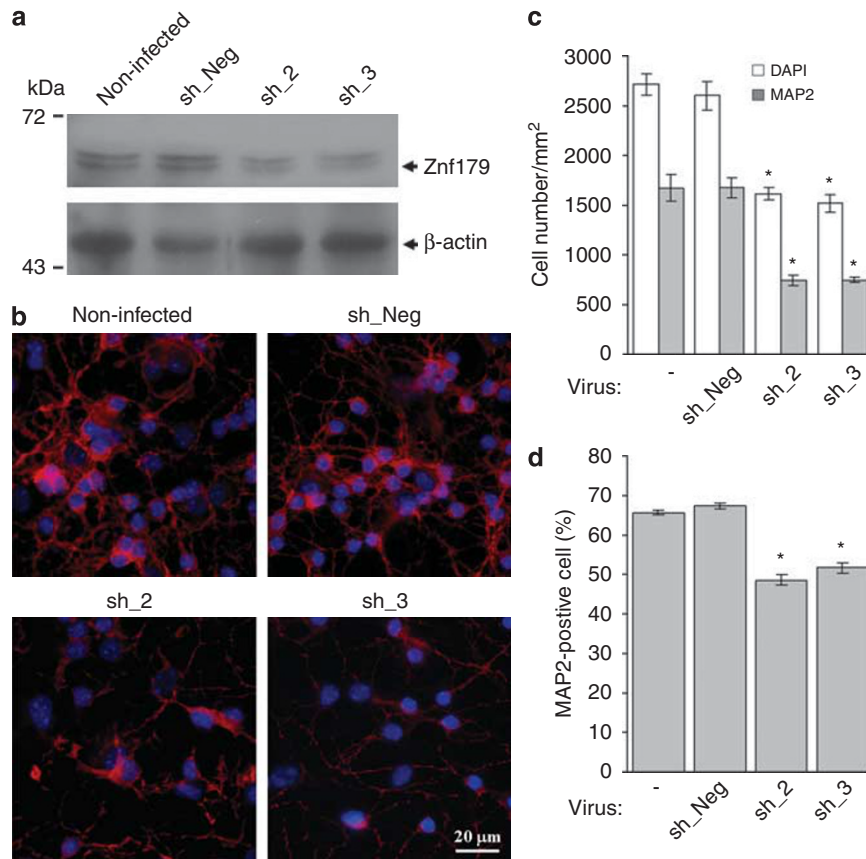 a
Non-infected
sh_Neg
sh_2
sh_3
kDa
72
Znf179
β-actin
43
b
Non-infected
sh_Neg
sh_2
sh_3
20 μm
c
3000
2500
2000
1500
1000
500
0
Cell number/mm²
DAPI
MAP2
* * * *
Virus:
-
sh_Neg
sh_2
sh_3
d
80
70
60
50
40
30
20
10
0
MAP2-postive cell (%)
* *
Virus:
-
sh_Neg
sh_2
sh_3